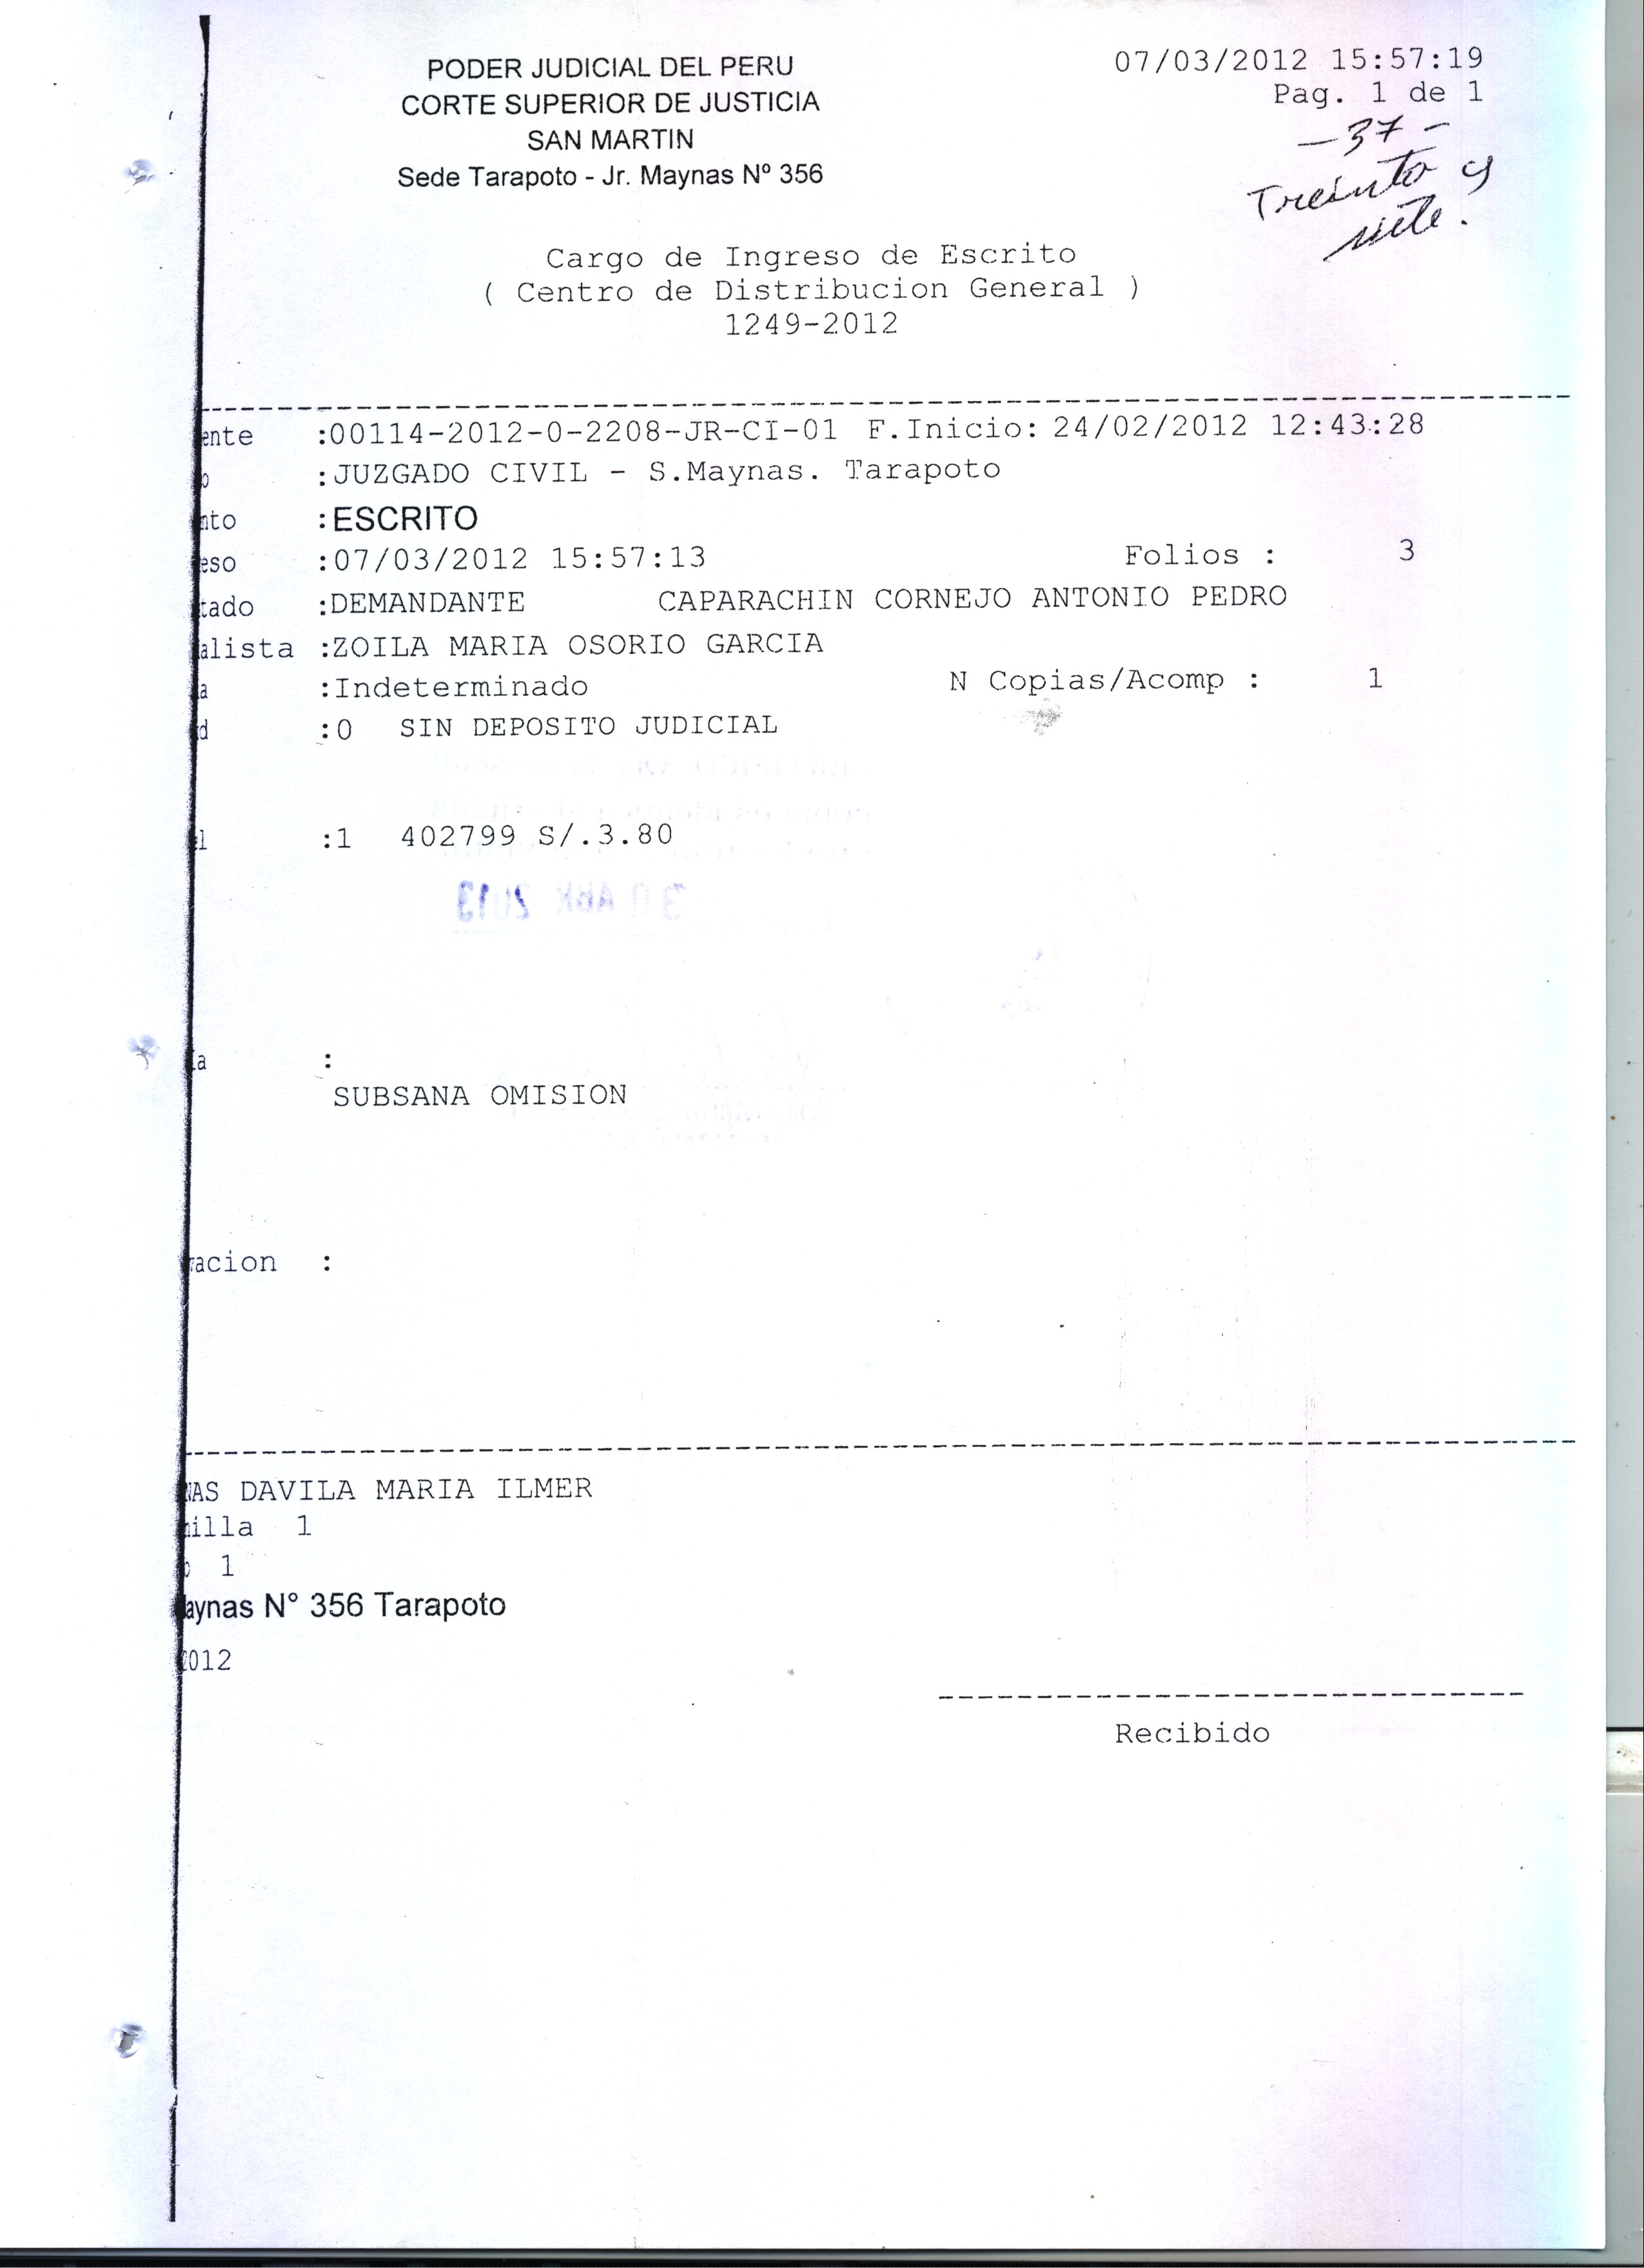 PODER JUDICIAL DEL PERU
CORTE SUPERIOR DE JUSTICIA
SAN MARTIN
Sede Tarapoto - Jr. Maynas Nº 356
07/03/2012 15:57:19
Pag. 1 de 1
- 37 -
Treinta y
siete.
Cargo de Ingreso de Escrito
( Centro de Distribucion General )
1249-2012
ente :00114-2012-0-2208-JR-CI-01 F.Inicio: 24/02/2012 12:43:28
o :JUZGADO CIVIL - S.Maynas. Tarapoto
nto :ESCRITO
eso :07/03/2012 15:57:13 Folios : 3
tado :DEMANDANTE CAPARACHIN CORNEJO ANTONIO PEDRO
alista :ZOILA MARIA OSORIO GARCIA
a :Indeterminado N Copias/Acomp : 1
d :0 SIN DEPOSITO JUDICIAL
l :1 402799 S/.3.80
30 ABR 2013
a :
SUBSANA OMISION
acion :
NAS DAVILA MARIA ILMER
nilla 1
1
aynas N° 356 Tarapoto
2012
Recibido